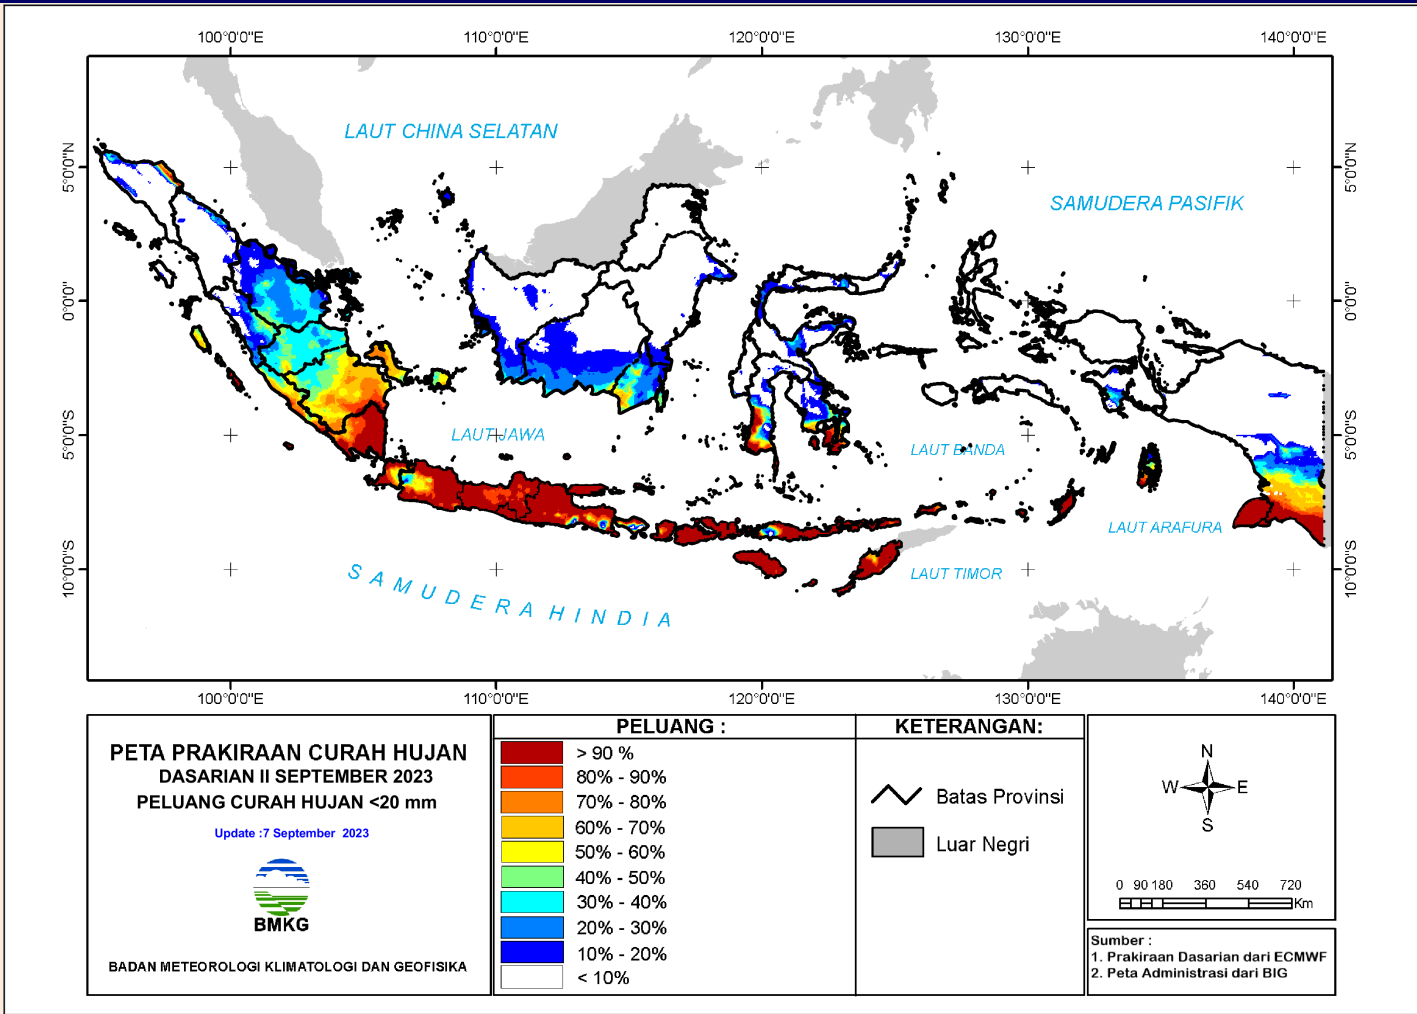 100°0'0"E 110°0'0"E 120°0'0"E 130°0'0"E 140°0'0"E
5°0'0"N
0°0'0"
5°0'0"S
10°0'0"S
LAUT CHINA SELATAN
SAMUDERA PASIFIK
LAUT JAWA
LAUT BANDA
LAUT ARAFURA
LAUT TIMOR
SAMUDERA HINDIA
5°0'0"N
0°0'0"
5°0'0"S
10°0'0"S
100°0'0"E 110°0'0"E 120°0'0"E 130°0'0"E 140°0'0"E
PETA PRAKIRAAN CURAH HUJAN
DASARIAN II SEPTEMBER 2023
PELUANG CURAH HUJAN <20 mm
Update :7 September 2023
BMKG
BADAN METEOROLOGI KLIMATOLOGI DAN GEOFISIKA
PELUANG :
> 90 %
80% - 90%
70% - 80%
60% - 70%
50% - 60%
40% - 50%
30% - 40%
20% - 30%
10% - 20%
< 10%
KETERANGAN:
Batas Provinsi
Luar Negri
N
W E
S
0 90 180 360 540 720
Km
Sumber :
1. Prakiraan Dasarian dari ECMWF
2. Peta Administrasi dari BIG